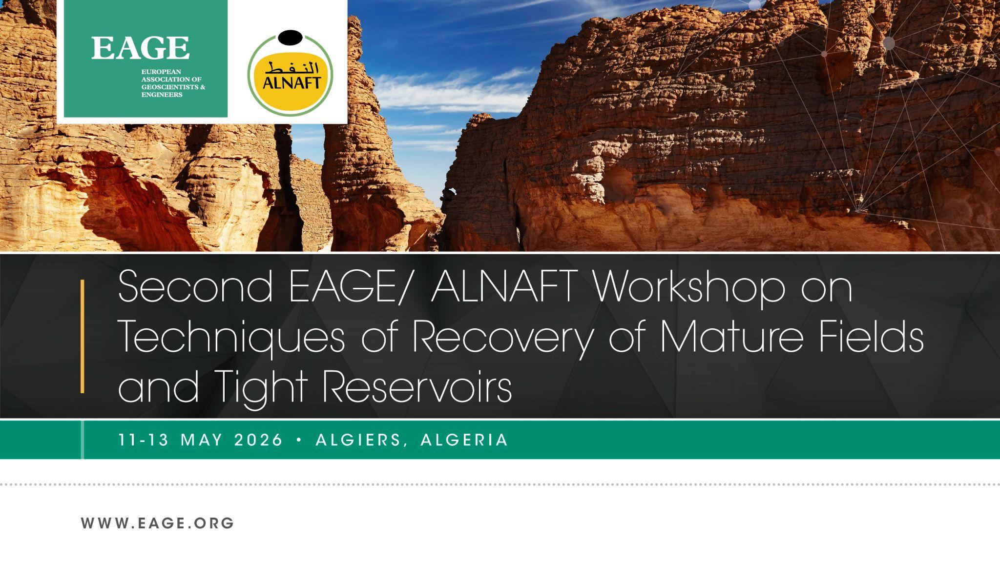 EAGE
EUROPEAN
ASSOCIATION OF
GEOSCIENTISTS &
ENGINEERS
النفط
ALNAFT
Second EAGE/ ALNAFT Workshop on
Techniques of Recovery of Mature Fields
and Tight Reservoirs
11-13 MAY 2026 • ALGIERS, ALGERIA
WWW.EAGE.ORG